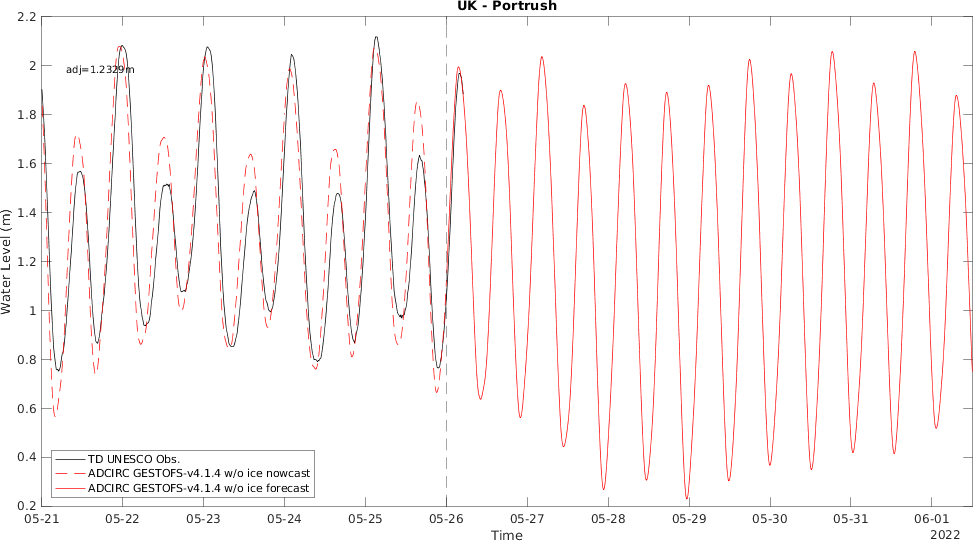 UK - Portrush
2.2
2
1.8
1.6
1.4
1.2
1
0.8
0.6
0.4
0.2
Water Level (m)
adj=1.2329m
TD UNESCO Obs.
ADCIRC GESTOFS-v4.1.4 w/o ice nowcast
ADCIRC GESTOFS-v4.1.4 w/o ice forecast
05-21 05-22 05-23 05-24 05-25 05-26 05-27 05-28 05-29 05-30 05-31 06-01
2022
Time